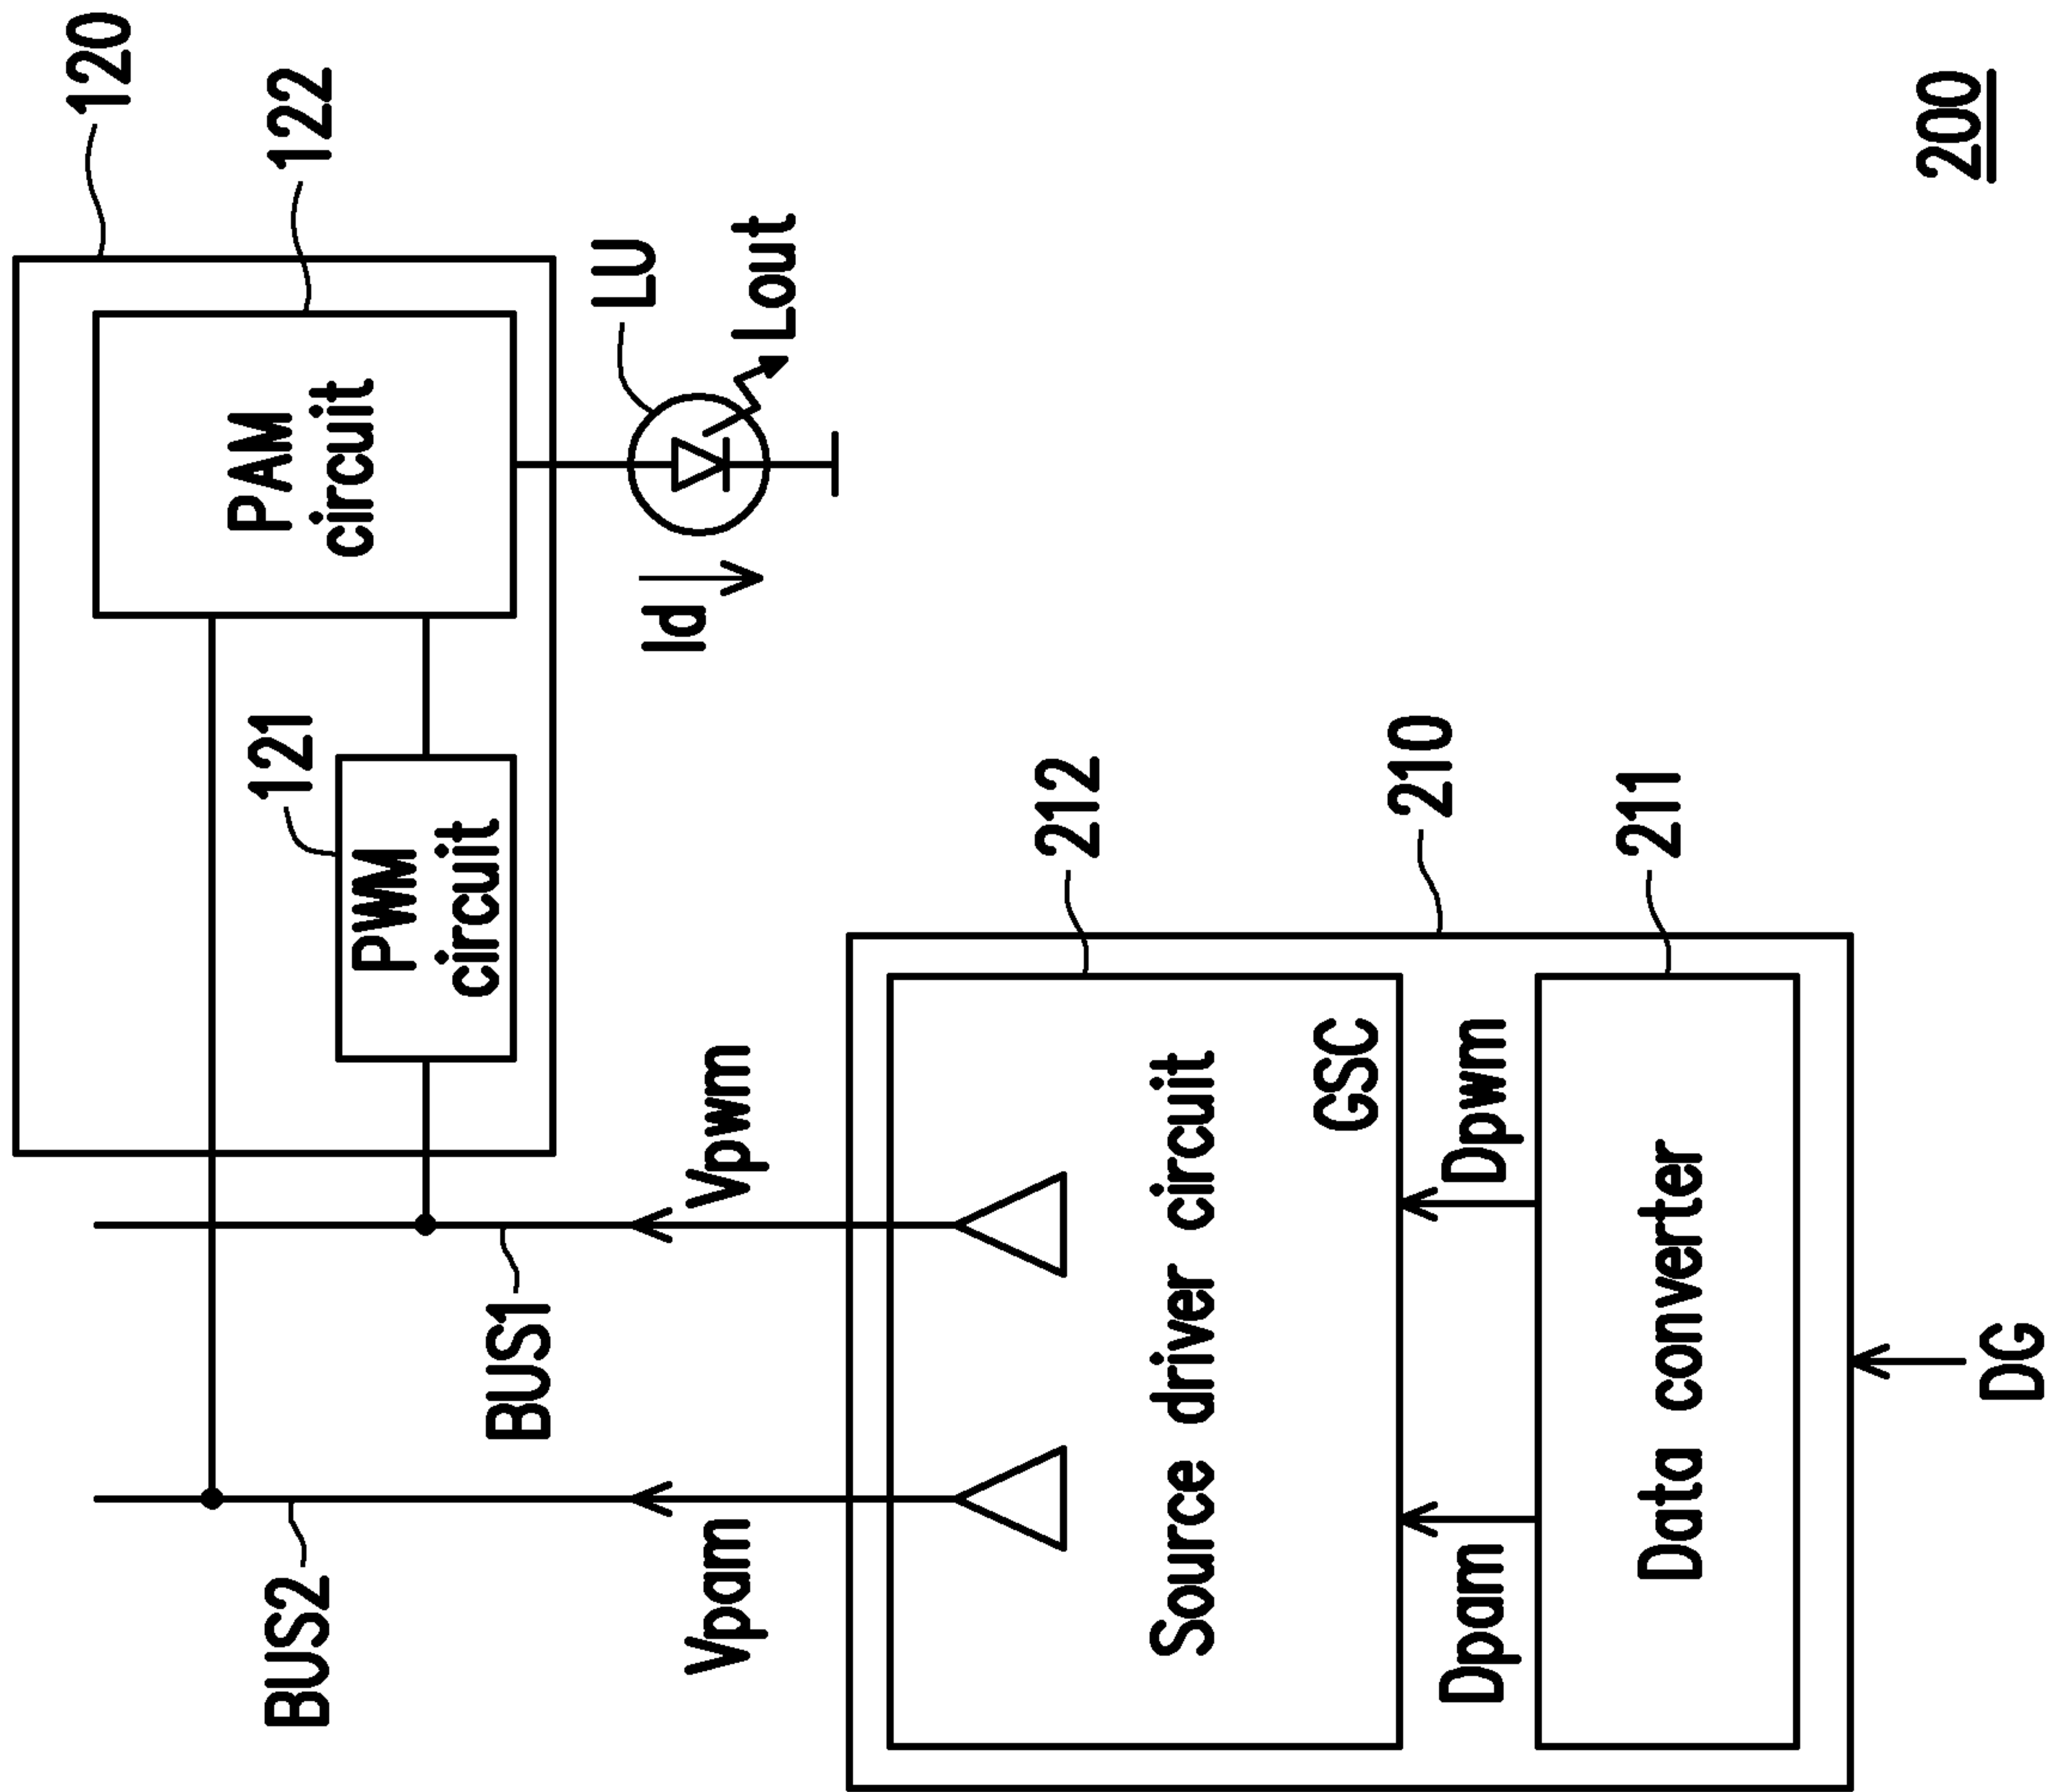 120
122
PAM
circuit
LU
Lout
Id
121
PWM
circuit
BUS2
BUS1
Vpam
Vpwm
212
Source driver circuit
GSC
210
Dpam
Dpwm
211
Data converter
DG
200